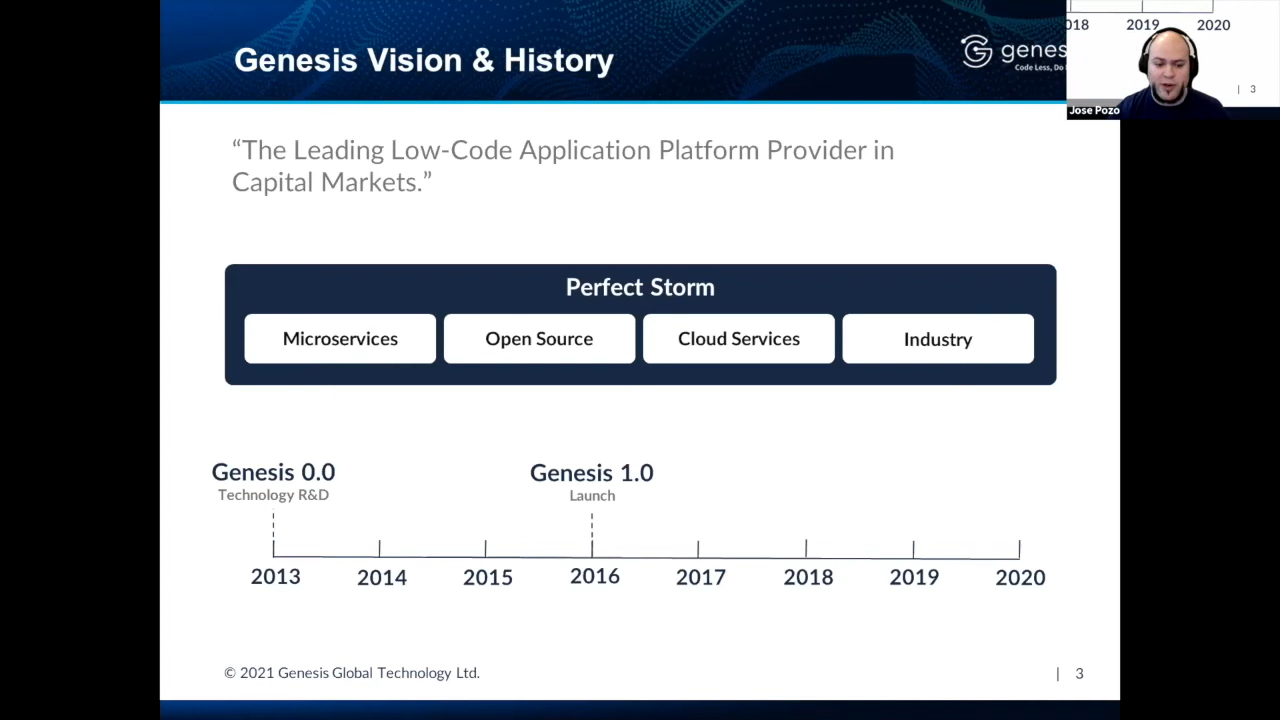 Genesis Vision & History
genes
Code Less, Do
18 2019 2020
| 3
Jose Pozo
“The Leading Low-Code Application Platform Provider in
Capital Markets.”
Perfect Storm
Microservices Open Source Cloud Services Industry
Genesis 0.0 Genesis 1.0
Technology R&D Launch
2013 2014 2015 2016 2017 2018 2019 2020
© 2021 Genesis Global Technology Ltd. | 3